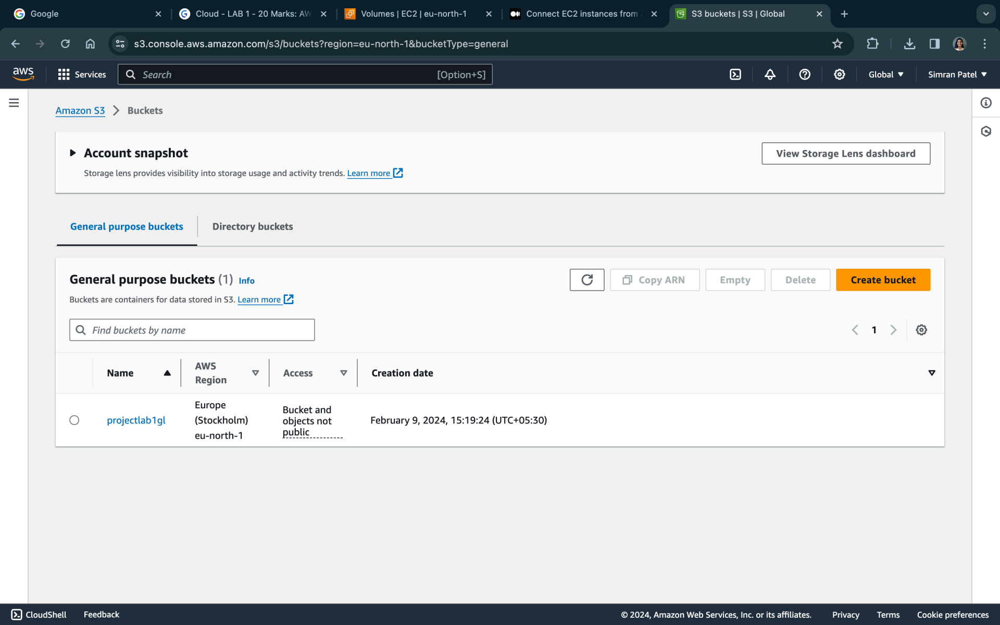 Google
Cloud - LAB 1 - 20 Marks: AW
Volumes | EC2 | eu-north-1
Connect EC2 instances from
S3 buckets | S3 | Global
s3.console.aws.amazon.com/s3/buckets?region=eu-north-1&bucketType=general
aws
Services
Search
[Option+S]
Global
Simran Patel
Amazon S3
Buckets
Account snapshot
View Storage Lens dashboard
Storage lens provides visibility into storage usage and activity trends. Learn more
General purpose buckets
Directory buckets
General purpose buckets (1) Info
Copy ARN
Empty
Delete
Create bucket
Buckets are containers for data stored in S3. Learn more
Find buckets by name
1
Name
AWS
Region
Access
Creation date
projectlab1gl
Europe
(Stockholm)
eu-north-1
Bucket and
objects not
public
February 9, 2024, 15:19:24 (UTC+05:30)
CloudShell
Feedback
© 2024, Amazon Web Services, Inc. or its affiliates.
Privacy
Terms
Cookie preferences